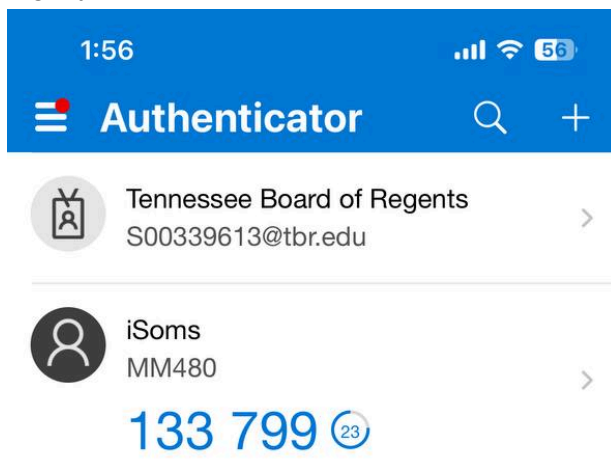 1:56 56
Authenticator
Tennessee Board of Regents
S00339613@tbr.edu
iSoms
MM480
133 799 23